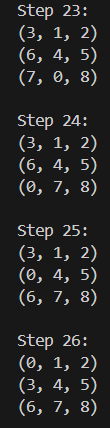 Step 23:
(3, 1, 2)
(6, 4, 5)
(7, 0, 8)
Step 24:
(3, 1, 2)
(6, 4, 5)
(0, 7, 8)
Step 25:
(3, 1, 2)
(0, 4, 5)
(6, 7, 8)
Step 26:
(0, 1, 2)
(3, 4, 5)
(6, 7, 8)